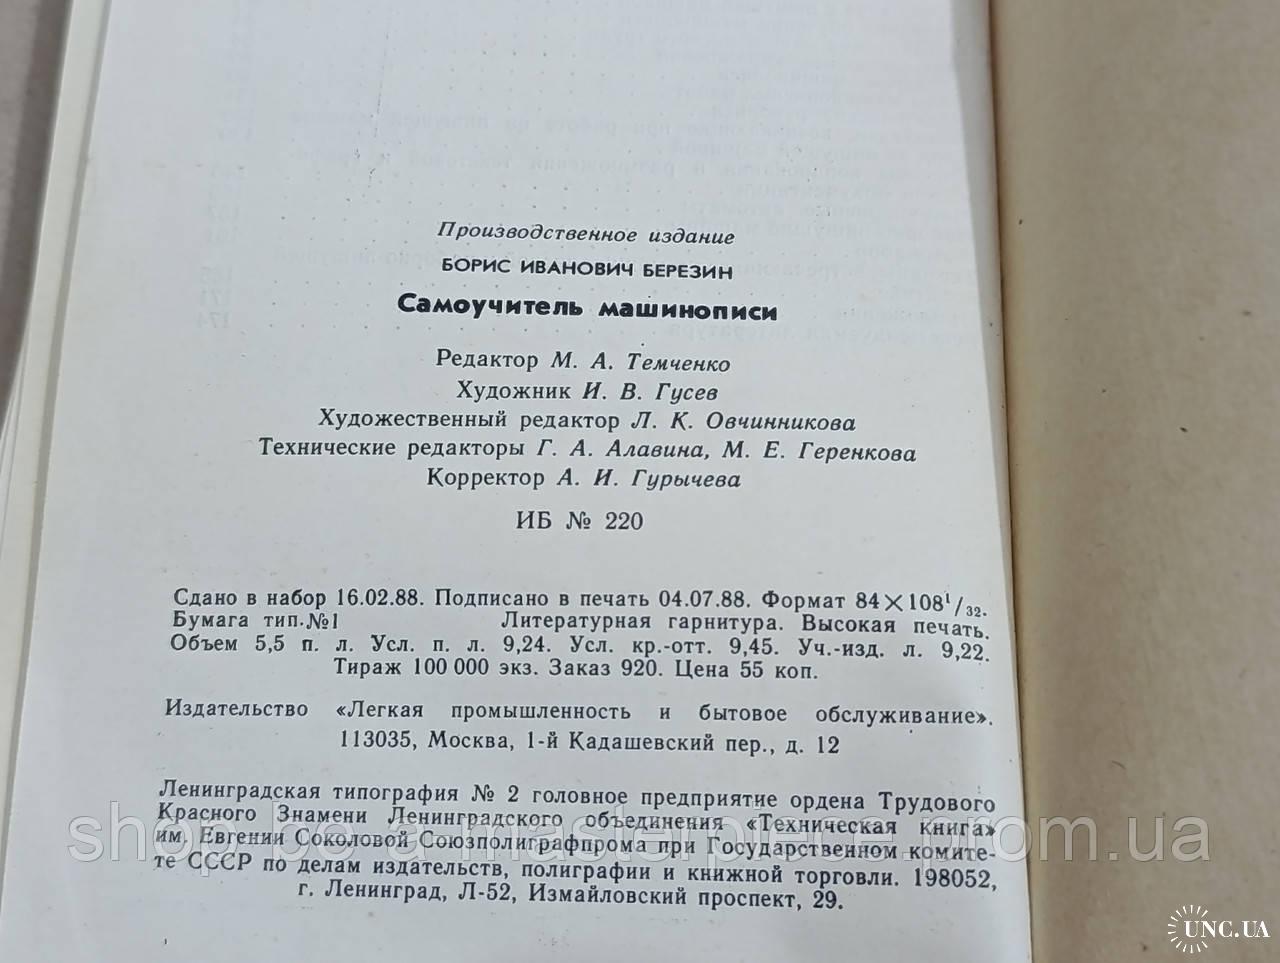 Производственное издание
БОРИС ИВАНОВИЧ БЕРЕЗИН
Самоучитель машинописи
Редактор М. А. Темченко
Художник И. В. Гусев
Художественный редактор Л. К. Овчинникова
Технические редакторы Г. А. Алавина, М. Е. Геренкова
Корректор А. И. Гурычева
ИБ № 220
Сдано в набор 16.02.88. Подписано в печать 04.07.88. Формат 84×108¹/₃₂.
Бумага тип.№1 Литературная гарнитура. Высокая печать.
Объем 5,5 п. л. Усл. п. л. 9,24. Усл. кр.-отт. 9,45. Уч.-изд. л. 9,22.
Тираж 100 000 экз. Заказ 920. Цена 55 коп.
Издательство «Легкая промышленность и бытовое обслуживание».
113035, Москва, 1-й Кадашевский пер., д. 12
Ленинградская типография № 2 головное предприятие ордена Трудового
Красного Знамени Ленинградского объединения «Техническая книга»
им. Евгении Соколовой Союзполиграфпрома при Государственном комите-
те СССР по делам издательств, полиграфии и книжной торговли. 198052,
г. Ленинград, Л-52, Измайловский проспект, 29.
UNC.UA